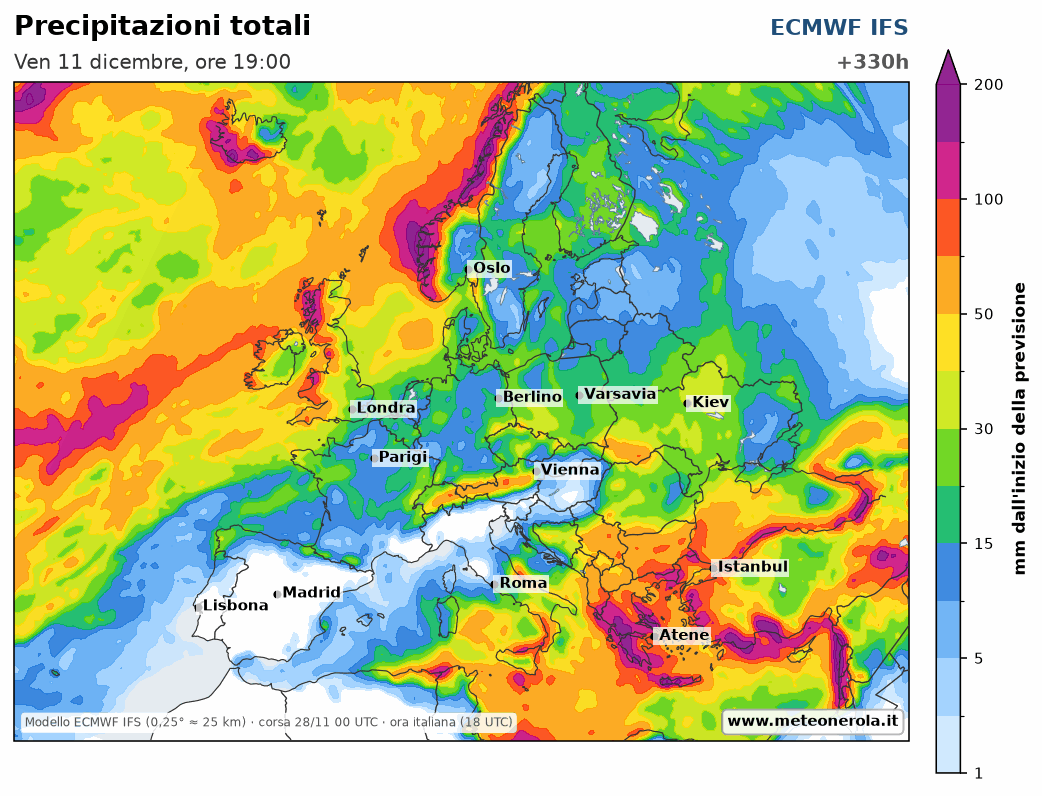 Precipitazioni totali
ECMWF IFS
Ven 11 dicembre, ore 19:00
+330h
200
100
50
30
15
5
1
mm dall'inizio della previsione
Oslo
Londra
Berlino
Varsavia
Kiev
Parigi
Vienna
Istanbul
Madrid
Roma
Lisbona
Atene
Modello ECMWF IFS (0,25° ≈ 25 km) · corsa 28/11 00 UTC · ora italiana (18 UTC)
www.meteonerola.it